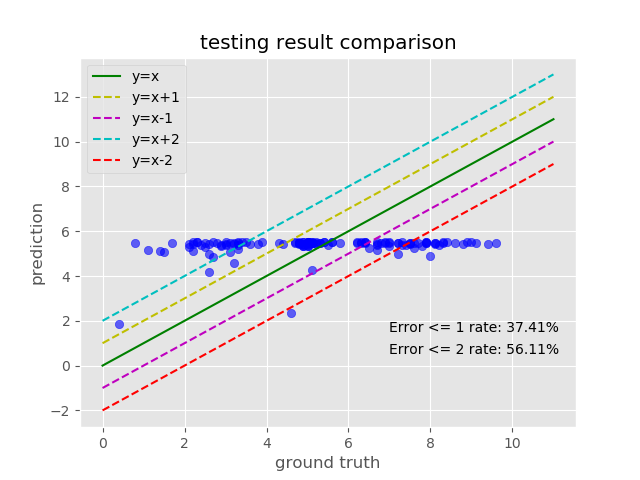 testing result comparison
y=x
y=x+1
y=x-1
y=x+2
y=x-2
12
10
8
6
4
2
0
−2
prediction
Error <= 1 rate: 37.41%
Error <= 2 rate: 56.11%
0 2 4 6 8 10
ground truth